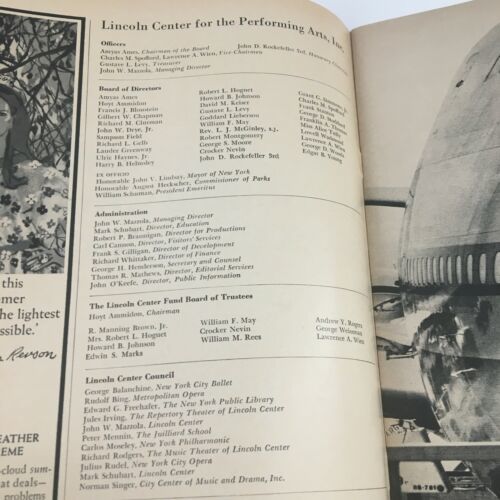 Lincoln Center for the Performing Arts, Inc.
Officers
Amyas Ames, Chairman of the Board John D. Rockefeller 3rd, Honorary Chairman
Charles M. Spofford, Lawrence A. Wien, Vice-Chairmen
Gustave L. Levy, Treasurer
John W. Mazzola, Managing Director
Board of Directors
Amyas Ames
Hoyt Ammidon
Francis J. Bloustein
Gilbert W. Chapman
Richard M. Clurman
John W. Drye, Jr.
Sampson Field
Richard L. Gelb
Lauder Greenway
Ulric Haynes, Jr.
Harry B. Helmsley
Robert L. Hoguet
Howard B. Johnson
David M. Keiser
Gustave L. Levy
Goddard Lieberson
William F. May
Rev. L. J. McGinley, s.j.
Robert Montgomery
George S. Moore
Crocker Nevin
John D. Rockefeller 3rd
Charles M. Spofford
Frank
George D.
Franklin A.
Miss Alice Tully
Lowell Wadmond
Lawrence A. Wien
George D. Woods
Edgar B. Young
EX OFFICIO
Honorable John V. Lindsay, Mayor of New York
Honorable August Heckscher, Commissioner of Parks
William Schuman, President Emeritus
Administration
John W. Mazzola, Managing Director
Mark Schubart, Director, Education
Robert P. Brannigan, Director for Productions
Carl Cannon, Director, Visitors' Services
Frank S. Gilligan, Director of Development
Richard Whitaker, Director of Finance
George H. Henderson, Secretary and Counsel
Thomas R. Mathews, Director, Editorial Services
John O'Keefe, Director, Public Information
The Lincoln Center Fund Board of Trustees
Hoyt Ammidon, Chairman
R. Manning Brown, Jr.
Mrs. Robert L. Hoguet
Howard B. Johnson
Edwin S. Marks
William F. May
Crocker Nevin
William M. Rees
Andrew Y. Rogers
George Weissman
Lawrence A. Wien
Lincoln Center Council
George Balanchine, New York City Ballet
Rudolf Bing, Metropolitan Opera
Edward G. Freehafer, The New York Public Library
Jules Irving, The Repertory Theater of Lincoln Center
John W. Mazzola, Lincoln Center
Peter Mennin, The Juilliard School
Carlos Moseley, New York Philharmonic
Richard Rodgers, The Music Theater of Lincoln Center
Julius Rudel, New York City Opera
Mark Schubart, Lincoln Center
Norman Singer, City Center of Music and Drama, Inc.
this
emer
the lightest
ssible.'
Revson
EATHER
EME
-cloud sum-
at deals—
problems